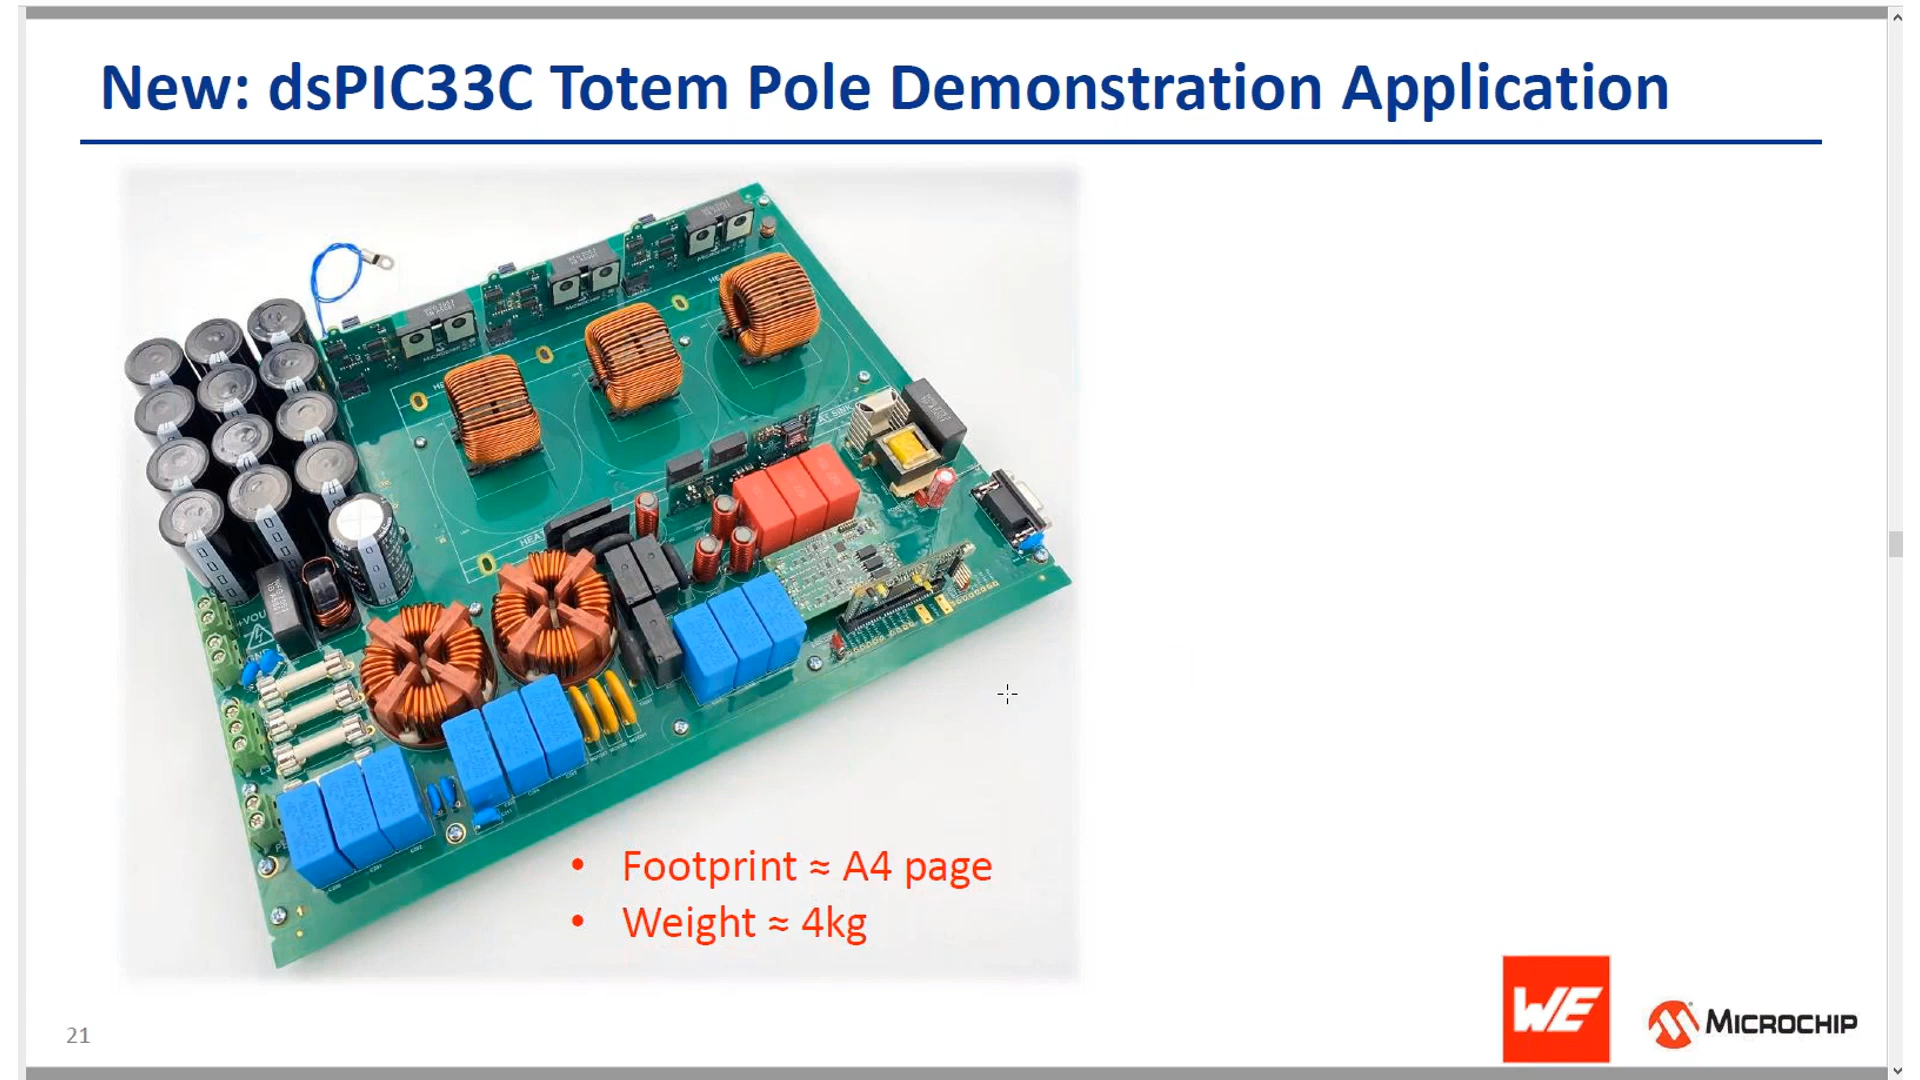 New: dsPIC33C Totem Pole Demonstration Application
• Footprint ≈ A4 page
• Weight ≈ 4kg
21
WE
MICROCHIP